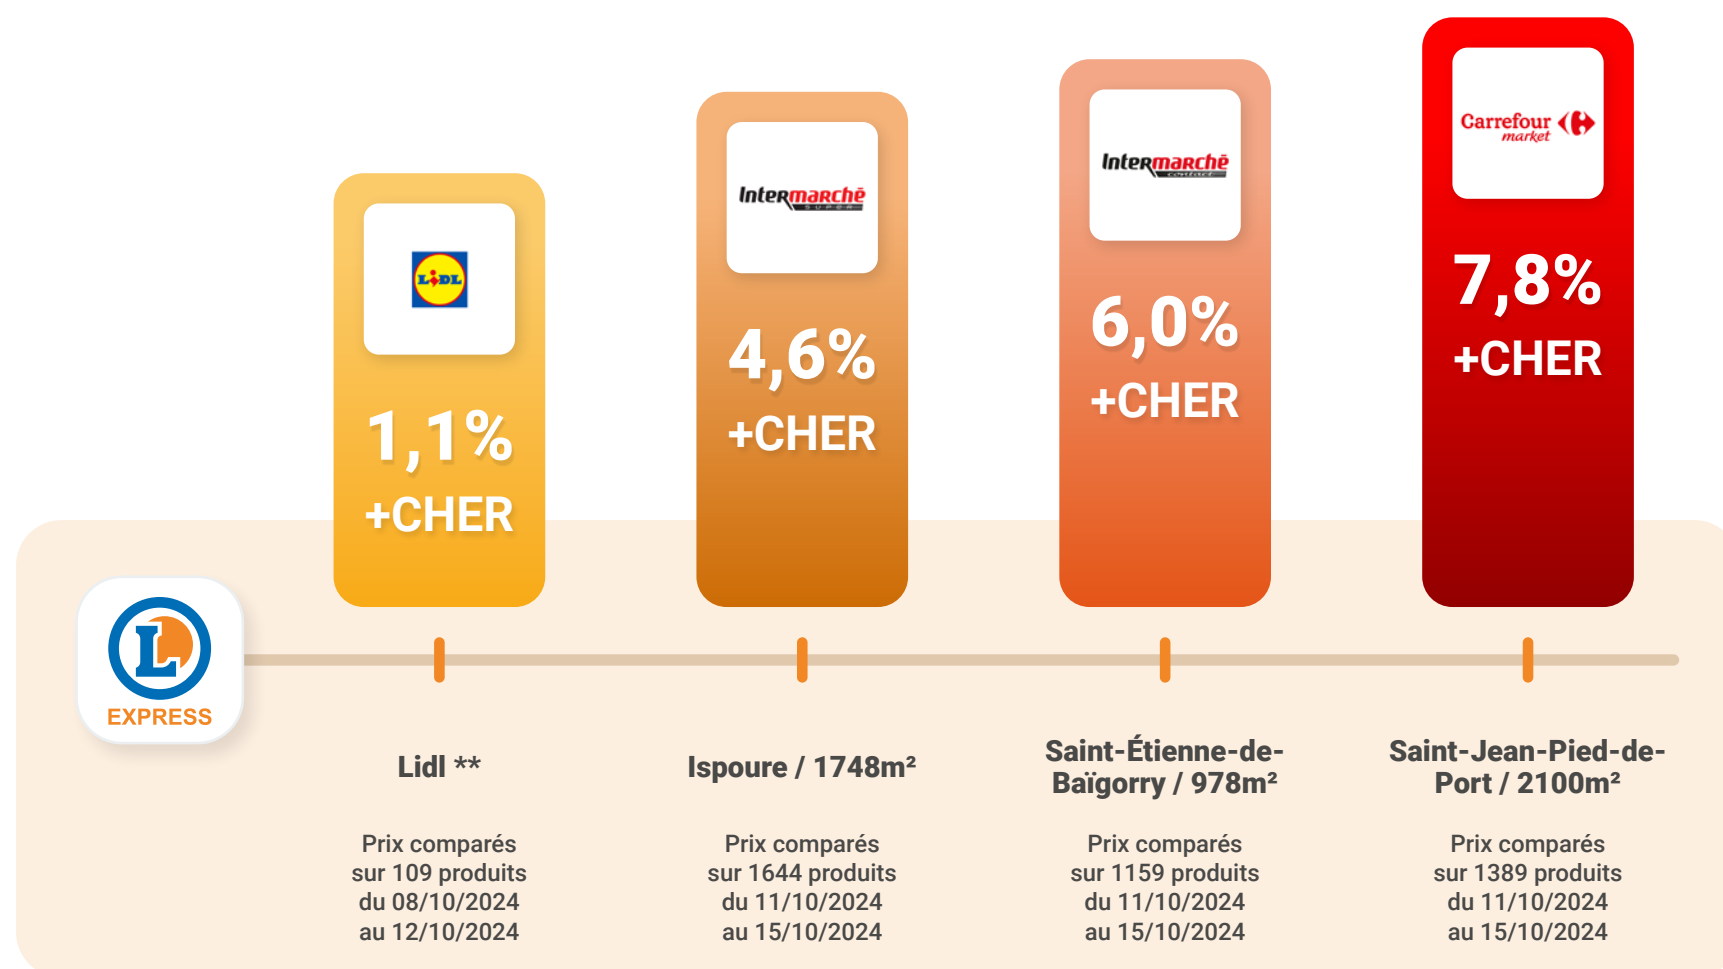 LIDL
1,1%
+CHER
Intermarchē
SUPER
4,6%
+CHER
Intermarchē
contact
6,0%
+CHER
Carrefour
market
7,8%
+CHER
L
EXPRESS
Lidl **
Prix comparés
sur 109 produits
du 08/10/2024
au 12/10/2024
Ispoure / 1748m²
Prix comparés
sur 1644 produits
du 11/10/2024
au 15/10/2024
Saint-Étienne-de-
Baïgorry / 978m²
Prix comparés
sur 1159 produits
du 11/10/2024
au 15/10/2024
Saint-Jean-Pied-de-
Port / 2100m²
Prix comparés
sur 1389 produits
du 11/10/2024
au 15/10/2024